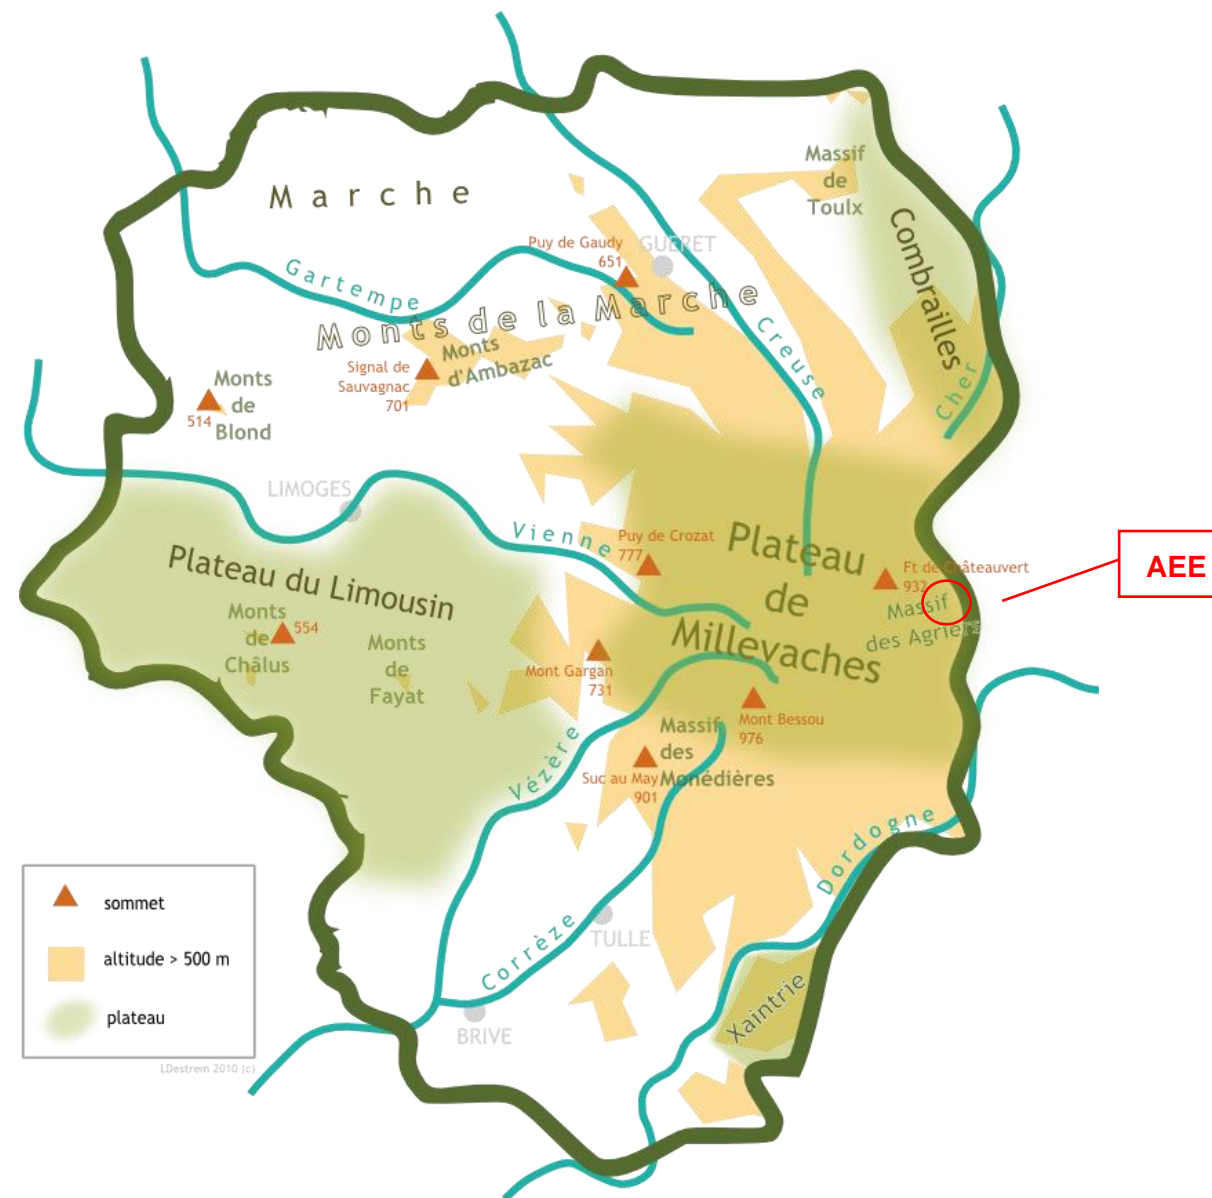 Massif
de
Toulx
Marche
Combrailles
Puy de Gaudy
651
GUERET
Gartempe
Monts de la Marche
Creuse
Cher
Signal de
Sauvagnac
701
Monts
d'Ambazac
Monts
de
Blond
514
LIMOGES
Vienne
Puy de Crozat
777
Plateau
de
Millevaches
Ft de Châteauvert
932
Massif
des Agriers
AEE
Plateau du Limousin
Monts
de
Châlus
554
Monts
de
Fayat
Mont Gargan
731
Mont Bessou
976
Massif
des
Monédières
Suc au May
901
Vézère
Dordogne
Corrèze
TULLE
Xaintrie
BRIVE
sommet
altitude > 500 m
plateau
LDestrem 2010 (c)